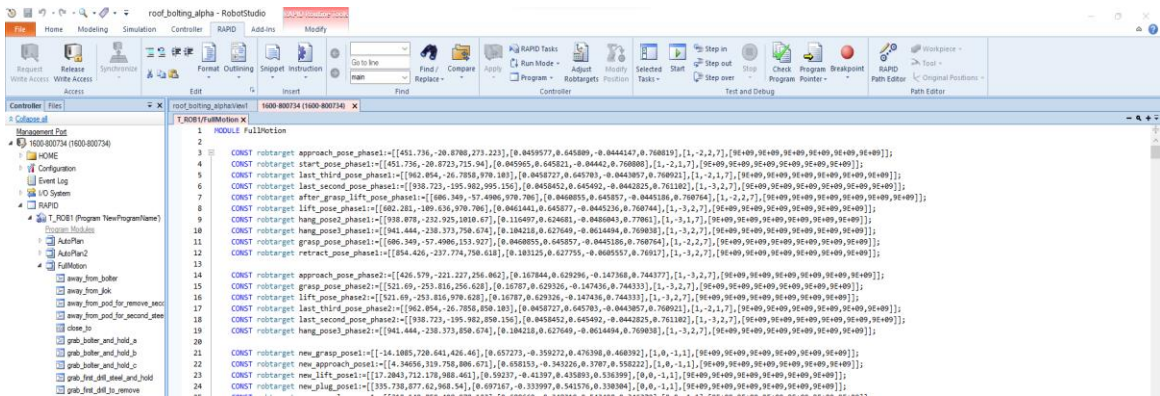 roof_bolting_alpha - RobotStudio
File Home Modeling Simulation Controller RAPID Add-Ins Modify
Request Write Access
Release Write Access
Synchronize
Access
Format Outlining
Edit
Snippet Instruction
Insert
Go to line
main
Find / Replace
Compare
Find
Apply
RAPID Tasks
Run Mode
Program
Adjust Robtargets
Modify Position
Controller
Selected Tasks
Start
Step in
Step out
Step over
Stop
Check Program
Program Pointer
Breakpoint
Test and Debug
RAPID Path Editor
Workpiece
Tool
Original Positions
Path Editor
Controller Files
Collapse all
Management Port
1600-800734 (1600-800734)
HOME
Configuration
Event Log
I/O System
RAPID
T_ROB1 (Program 'NewProgramName')
Program Modules
AutoPlan
AutoPlan2
FullMotion
away_from_bolter
away_from_jlok
away_from_pod_for_remove_secc
away_from_pod_for_second_stee
close_to
grab_bolter_and_hold_a
grab_bolter_and_hold_b
grab_bolter_and_hold_c
grab_first_drill_steel_and_hold
grab_first_drill_to_remove
roof_bolting_alpha:View1 1600-800734 (1600-800734)
T_ROB1/FullMotion
1 MODULE FullMotion
2
3 CONST robtarget approach_pose_phase1:=[[451.736,-20.8708,273.223],[0.0459577,0.645809,-0.0444147,0.760819],[1,-2,2,7],[9E+09,9E+09,9E+09,9E+09,9E+09,9E+09]];
4 CONST robtarget start_pose_phase1:=[[451.736,-20.8723,715.94],[0.045965,0.645821,-0.04442,0.760808],[1,-2,1,7],[9E+09,9E+09,9E+09,9E+09,9E+09,9E+09]];
5 CONST robtarget last_third_pose_phase1:=[[962.054,-26.7858,970.103],[0.0458727,0.645703,-0.0443057,0.760921],[1,-2,1,7],[9E+09,9E+09,9E+09,9E+09,9E+09,9E+09]];
6 CONST robtarget last_second_pose_phase1:=[[938.723,-195.982,995.156],[0.0458452,0.645492,-0.0442825,0.761102],[1,-3,2,7],[9E+09,9E+09,9E+09,9E+09,9E+09,9E+09]];
7 CONST robtarget after_grasp_lift_pose_phase1:=[[606.349,-57.4906,970.706],[0.0460855,0.645857,-0.0445186,0.760764],[1,-2,2,7],[9E+09,9E+09,9E+09,9E+09,9E+09,9E+09]];
8 CONST robtarget lift_pose_phase1:=[[602.281,-109.636,970.706],[0.0461441,0.645877,-0.0445236,0.760744],[1,-3,2,7],[9E+09,9E+09,9E+09,9E+09,9E+09,9E+09]];
9 CONST robtarget hang_pose2_phase1:=[[938.078,-232.925,1010.67],[0.116497,0.624681,-0.0486043,0.77061],[1,-3,1,7],[9E+09,9E+09,9E+09,9E+09,9E+09,9E+09]];
10 CONST robtarget hang_pose3_phase1:=[[941.444,-238.373,750.674],[0.104218,0.627649,-0.0614494,0.769038],[1,-3,2,7],[9E+09,9E+09,9E+09,9E+09,9E+09,9E+09]];
11 CONST robtarget grasp_pose_phase1:=[[606.349,-57.4906,153.927],[0.0460855,0.645857,-0.0445186,0.760764],[1,-2,2,7],[9E+09,9E+09,9E+09,9E+09,9E+09,9E+09]];
12 CONST robtarget retract_pose_phase1:=[[854.426,-237.774,750.618],[0.103125,0.627755,-0.0605557,0.76917],[1,-3,2,7],[9E+09,9E+09,9E+09,9E+09,9E+09,9E+09]];
13
14 CONST robtarget approach_pose_phase2:=[[426.579,-221.227,256.062],[0.167844,0.629296,-0.147368,0.744377],[1,-3,2,7],[9E+09,9E+09,9E+09,9E+09,9E+09,9E+09]];
15 CONST robtarget grasp_pose_phase2:=[[521.69,-253.816,256.628],[0.16787,0.629326,-0.147436,0.744333],[1,-3,2,7],[9E+09,9E+09,9E+09,9E+09,9E+09,9E+09]];
16 CONST robtarget lift_pose_phase2:=[[521.69,-253.816,970.628],[0.16787,0.629326,-0.147436,0.744333],[1,-3,2,7],[9E+09,9E+09,9E+09,9E+09,9E+09,9E+09]];
17 CONST robtarget last_third_pose_phase2:=[[962.054,-26.7858,850.103],[0.0458727,0.645703,-0.0443057,0.760921],[1,-2,1,7],[9E+09,9E+09,9E+09,9E+09,9E+09,9E+09]];
18 CONST robtarget last_second_pose_phase2:=[[938.723,-195.982,850.156],[0.0458452,0.645492,-0.0442825,0.761102],[1,-3,2,7],[9E+09,9E+09,9E+09,9E+09,9E+09,9E+09]];
19 CONST robtarget hang_pose3_phase2:=[[941.444,-238.373,850.674],[0.104218,0.627649,-0.0614494,0.769038],[1,-3,2,7],[9E+09,9E+09,9E+09,9E+09,9E+09,9E+09]];
20
21 CONST robtarget new_grasp_pose1:=[[-14.1085,720.641,426.46],[0.657273,-0.359272,0.476398,0.460392],[1,0,-1,1],[9E+09,9E+09,9E+09,9E+09,9E+09,9E+09]];
22 CONST robtarget new_approach_pose1:=[[4.34656,319.758,806.671],[0.658153,-0.343226,0.3707,0.558222],[1,0,-1,1],[9E+09,9E+09,9E+09,9E+09,9E+09,9E+09]];
23 CONST robtarget new_lift_pose1:=[[17.2043,712.178,988.461],[0.59237,-0.41397,0.435893,0.536399],[1,0,-1,1],[9E+09,9E+09,9E+09,9E+09,9E+09,9E+09]];
24 CONST robtarget new_plug_pose1:=[[335.738,877.62,968.54],[0.697167,-0.333997,0.541576,0.330304],[0,0,-1,1],[9E+09,9E+09,9E+09,9E+09,9E+09,9E+09]];